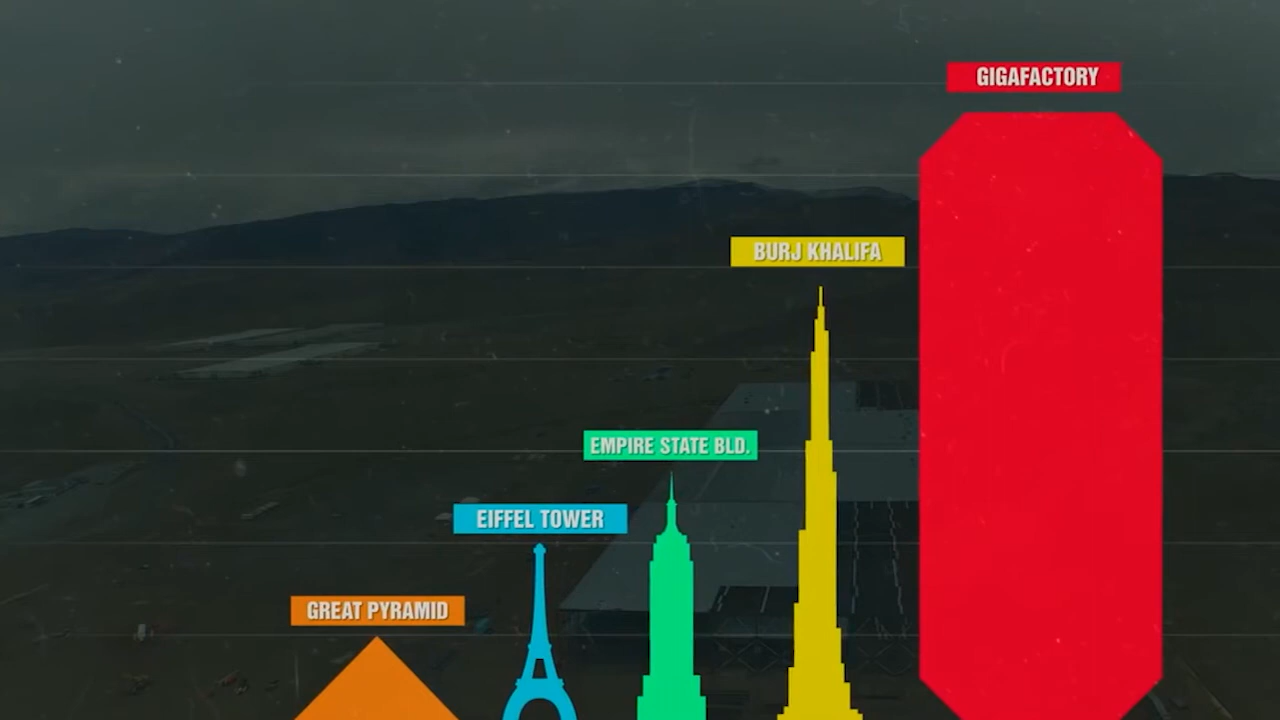 GIGAFACTORY
BURJ KHALIFA
EMPIRE STATE BLD.
EIFFEL TOWER
GREAT PYRAMID